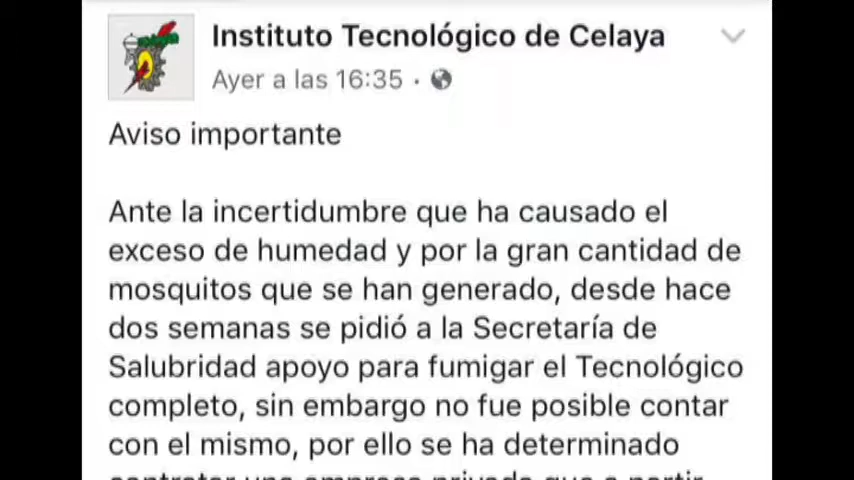 Instituto Tecnológico de Celaya
Ayer a las 16:35 ·
Aviso importante
Ante la incertidumbre que ha causado el
exceso de humedad y por la gran cantidad de
mosquitos que se han generado, desde hace
dos semanas se pidió a la Secretaría de
Salubridad apoyo para fumigar el Tecnológico
completo, sin embargo no fue posible contar
con el mismo, por ello se ha determinado
contratar una empresa privada que a partir